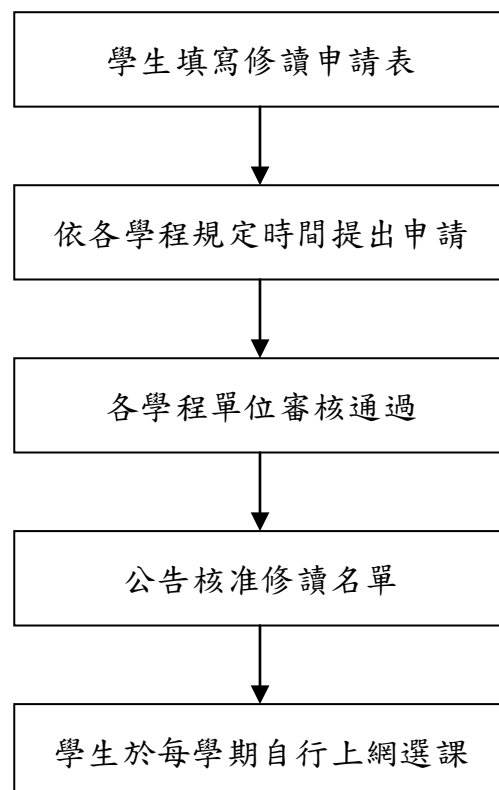 學生填寫修讀申請表
依各學程規定時間提出申請
各學程單位審核通過
公告核准修讀名單
學生於每學期自行上網選課